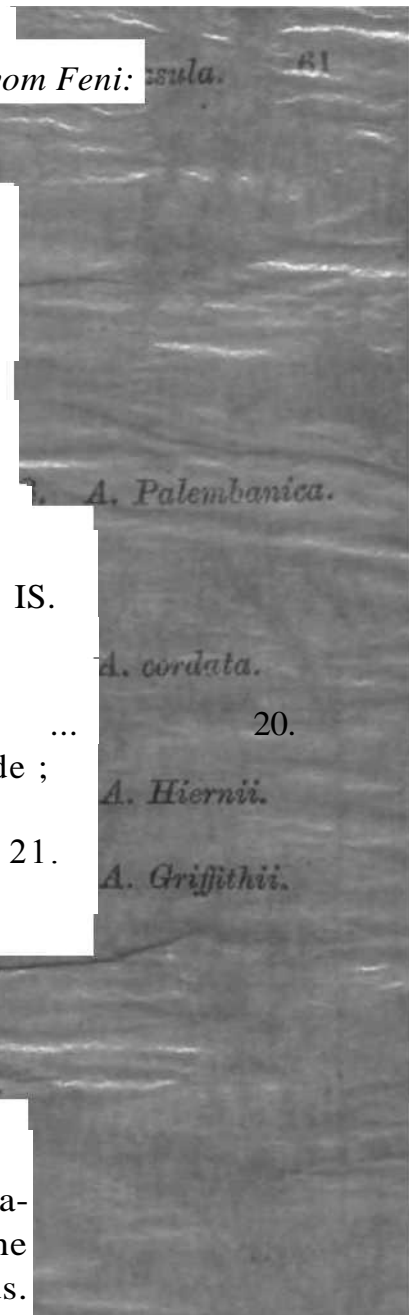 om Feni: sula. 61
A. Palembanica.
IS.
A. cordata.
... 20.
de ;
A. Hiernii.
21.
A. Griffithii.
a-
ne
s.